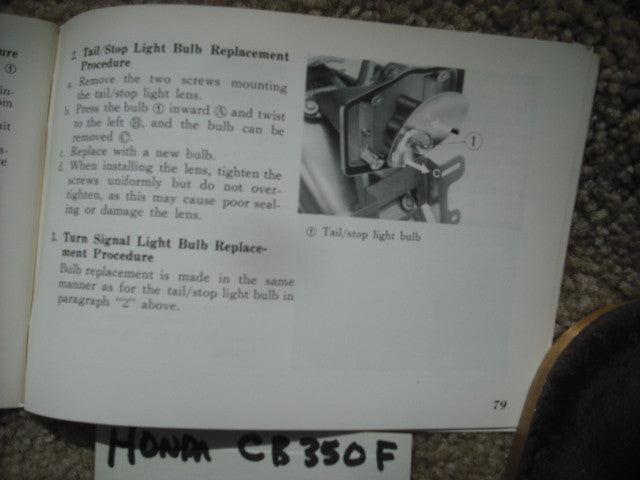 ure
①
in-
om
it
s-
e
2. Tail/Stop Light Bulb Replacement
Procedure
a. Remove the two screws mounting
the tail/stop light lens.
b. Press the bulb ① inward Ⓐ and twist
to the left Ⓑ, and the bulb can be
removed Ⓒ.
c. Replace with a new bulb.
d. When installing the lens, tighten the
screws uniformly but do not over-
tighten, as this may cause poor seal-
ing or damage the lens.
3. Turn Signal Light Bulb Replace-
ment Procedure
Bulb replacement is made in the same
manner as for the tail/stop light bulb in
paragraph "2" above.
①
C
① Tail/stop light bulb
79
HONDA CB350F